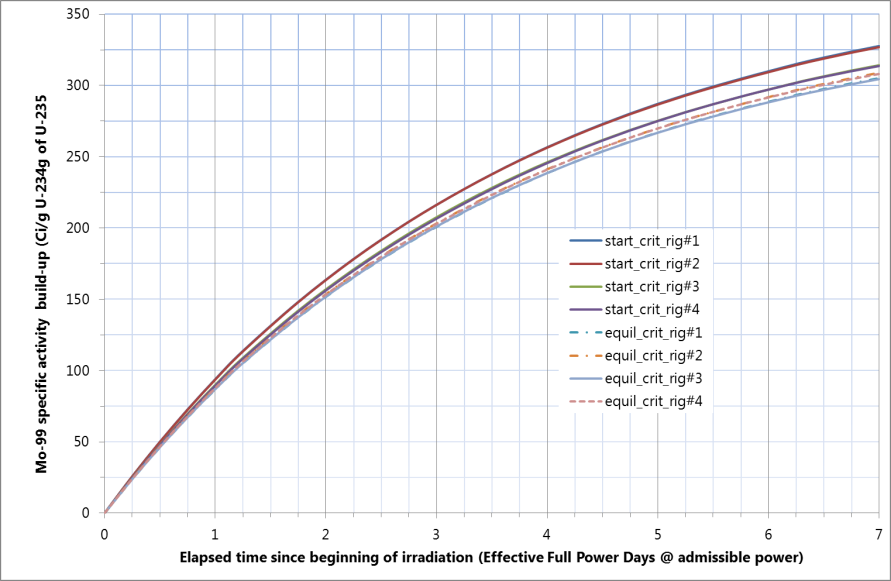 350
300
250
200
150
100
50
0
0 1 2 3 4 5 6 7
Mo-99 specific activity build-up (Ci/g U-234g of U-235
Elapsed time since beginning of irradiation (Effective Full Power Days @ admissible power)
start_crit_rig#1
start_crit_rig#2
start_crit_rig#3
start_crit_rig#4
equil_crit_rig#1
equil_crit_rig#2
equil_crit_rig#3
equil_crit_rig#4